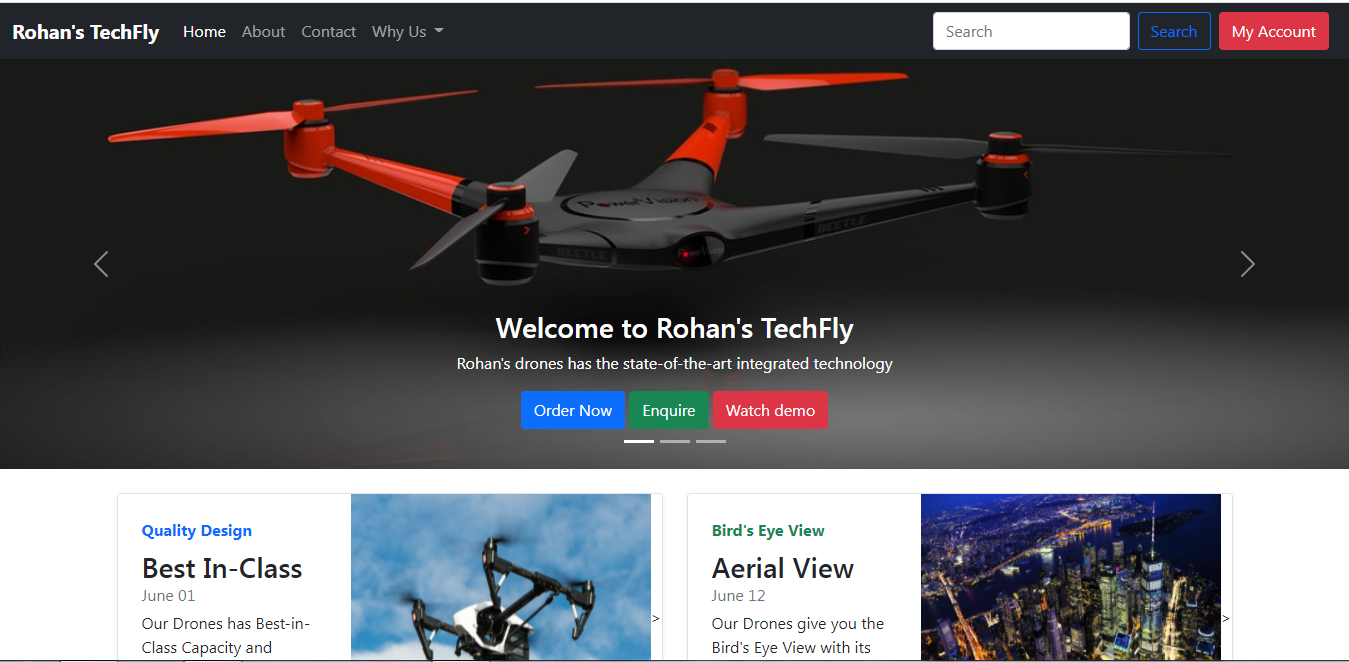 Rohan's TechFly Home About Contact Why Us Search Search My Account
PowerVision
BEETLE
BEETLE
PowerVision
Welcome to Rohan's TechFly
Rohan's drones has the state-of-the-art integrated technology
Order Now Enquire Watch demo
Quality Design
Best In-Class
June 01
Our Drones has Best-in-
Class Capacity and
>
Bird's Eye View
Aerial View
June 12
Our Drones give you the
Bird's Eye View with its
>